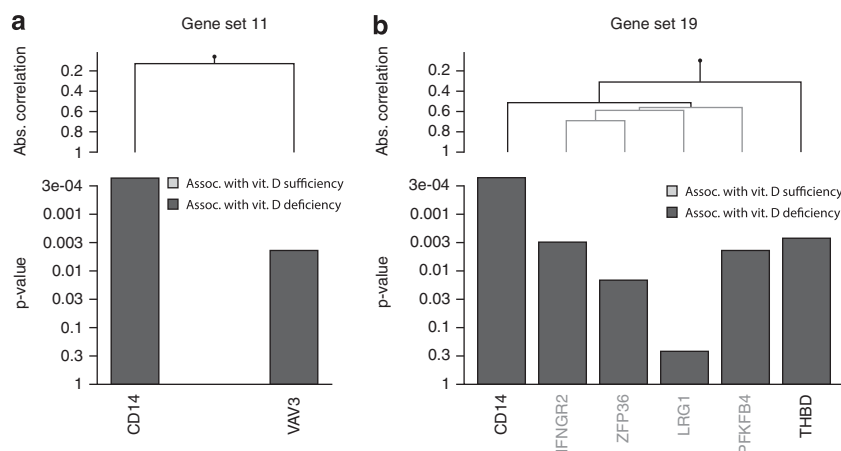 a
Gene set 11
Abs. correlation
0.2
0.4
0.6
0.8
1
Assoc. with vit. D sufficiency
Assoc. with vit. D deficiency
p-value
3e-04
0.001
0.003
0.01
0.03
0.1
0.3
1
CD14
VAV3
b
Gene set 19
Abs. correlation
0.2
0.4
0.6
0.8
1
Assoc. with vit. D sufficiency
Assoc. with vit. D deficiency
p-value
3e-04
0.001
0.003
0.01
0.03
0.1
0.3
1
CD14
IFNGR2
ZFP36
LRG1
PFKFB4
THBD